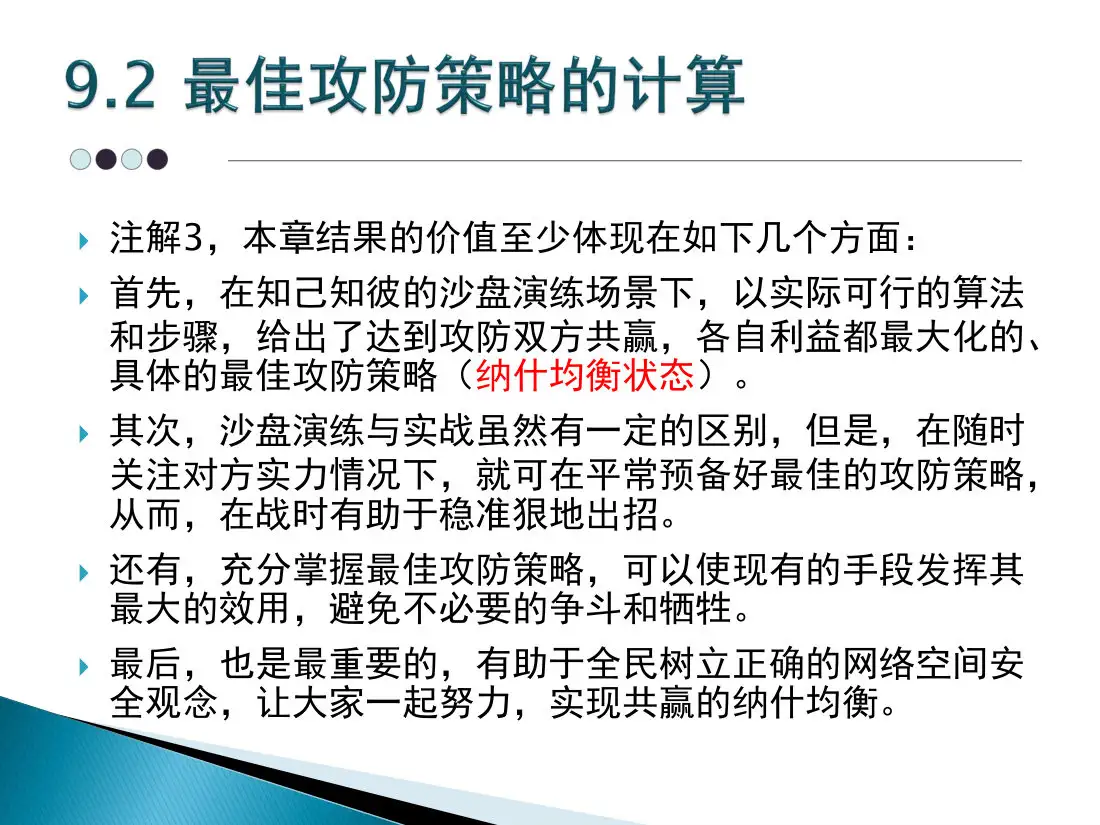 9.2 最佳攻防策略的计算
注解3，本章结果的价值至少体现在如下几个方面：
首先，在知己知彼的沙盘演练场景下，以实际可行的算法
和步骤，给出了达到攻防双方共赢，各自利益都最大化的、
具体的最佳攻防策略（纳什均衡状态）。
其次，沙盘演练与实战虽然有一定的区别，但是，在随时
关注对方实力情况下，就可在平常预备好最佳的攻防策略，
从而，在战时有助于稳准狠地出招。
还有，充分掌握最佳攻防策略，可以使现有的手段发挥其
最大的效用，避免不必要的争斗和牺牲。
最后，也是最重要的，有助于全民树立正确的网络空间安
全观念，让大家一起努力，实现共赢的纳什均衡。